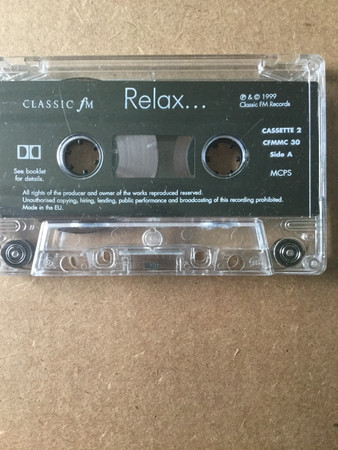 CLASSIC fM
Relax...
℗ & © 1999
Classic FM Records
CASSETTE 2
CFMMC 30
Side A
MCPS
See booklet
for details.
All rights of the producer and owner of the works reproduced reserved.
Unauthorised copying, hiring, lending, public performance and broadcasting of this recording prohibited.
Made in the EU.